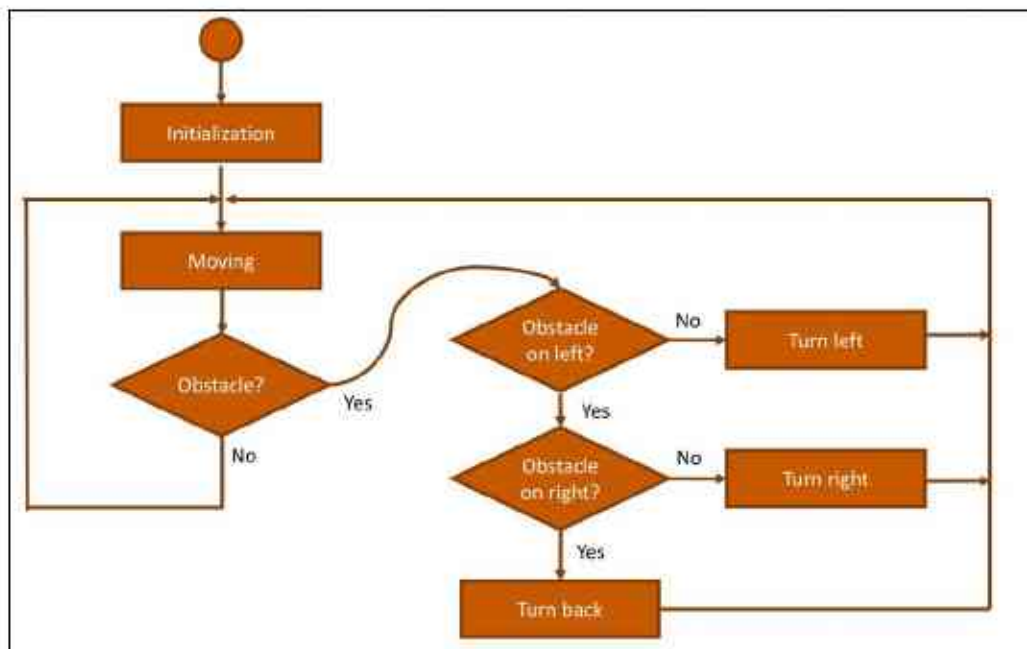 Initialization
Moving
Obstacle?
Yes
No
Obstacle
on left?
No
Turn left
Yes
Obstacle
on right?
No
Turn right
Yes
Turn back